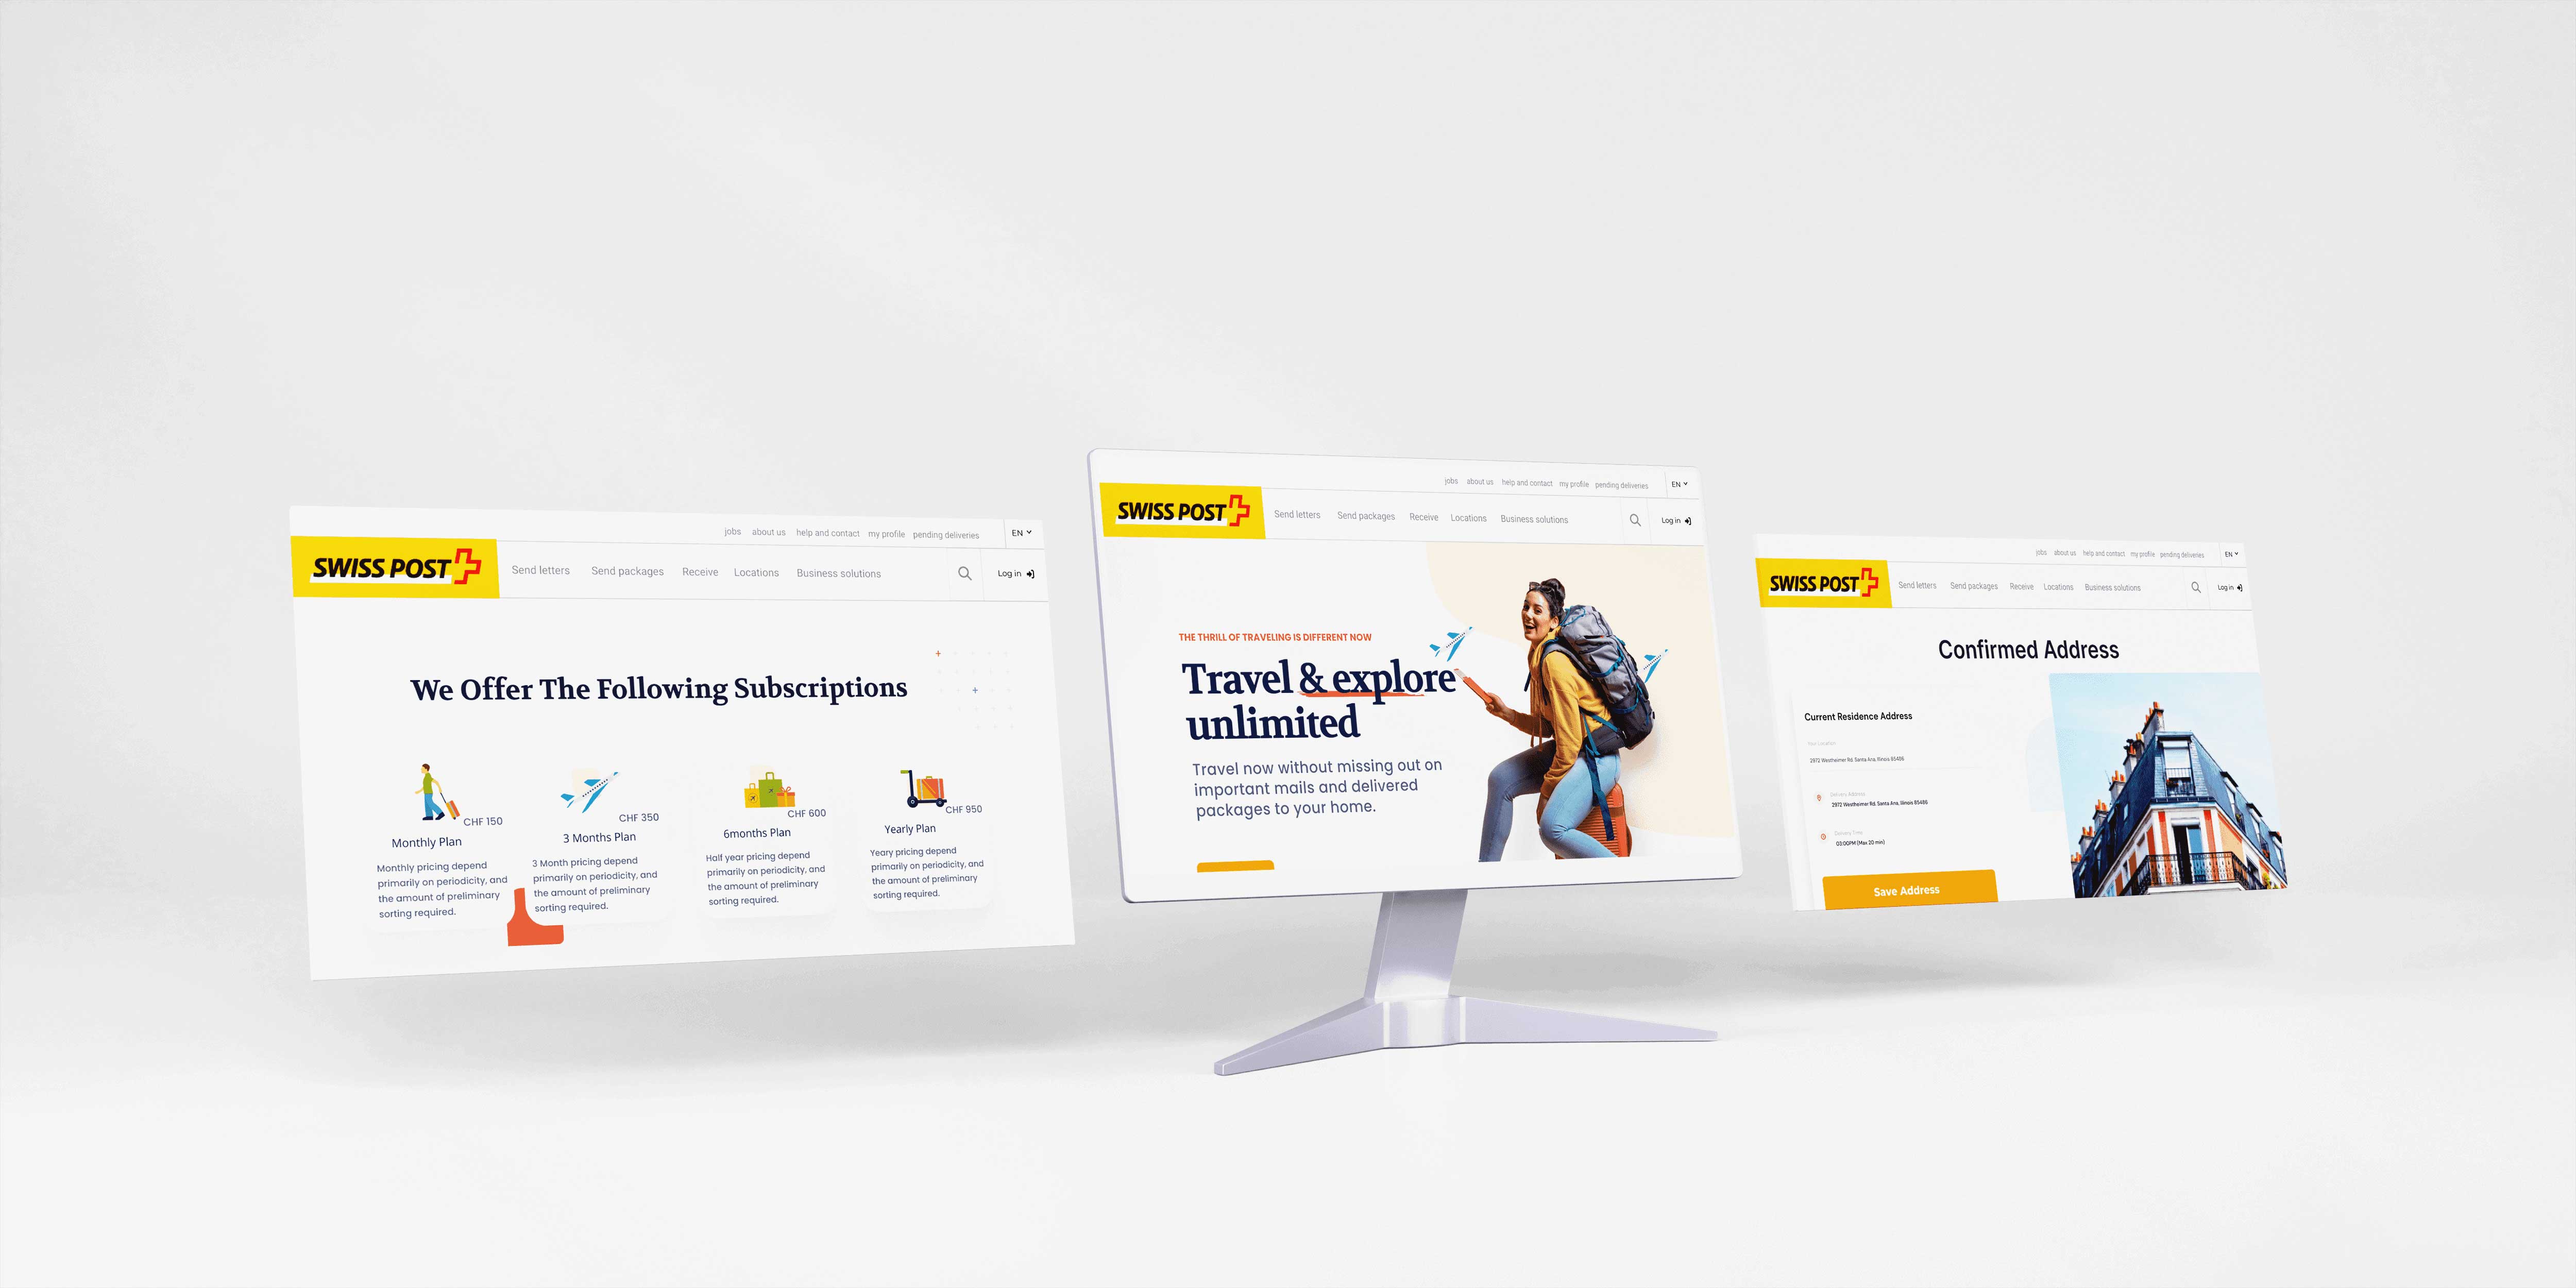 jobs about us help and contact my profile pending deliveries EN
SWISS POST Send letters Send packages Receive Locations Business solutions Log in
We Offer The Following Subscriptions
CHF 150
Monthly Plan
Monthly pricing depend
primarily on periodicity, and
the amount of preliminary
sorting required.
CHF 350
3 Months Plan
3 Month pricing depend
primarily on periodicity, and
the amount of preliminary
sorting required.
CHF 600
6months Plan
Half year pricing depend
primarily on periodicity, and
the amount of preliminary
sorting required.
CHF 950
Yearly Plan
Yeary pricing depend
primarily on periodicity, and
the amount of preliminary
sorting required.
jobs about us help and contact my profile pending deliveries EN
SWISS POST Send letters Send packages Receive Locations Business solutions Log in
THE THRILL OF TRAVELING IS DIFFERENT NOW
Travel & explore
unlimited
Travel now without missing out on
important mails and delivered
packages to your home.
jobs about us help and contact my profile pending deliveries EN
SWISS POST Send letters Send packages Receive Locations Business solutions Log in
Confirmed Address
Current Residence Address
Your Location
2972 Westheimer Rd. Santa Ana, Illinois 85486
Delivery Address
2972 Westheimer Rd. Santa Ana, Illinois 85486
Delivery Time
03:00PM (Max 20 min)
Save Address